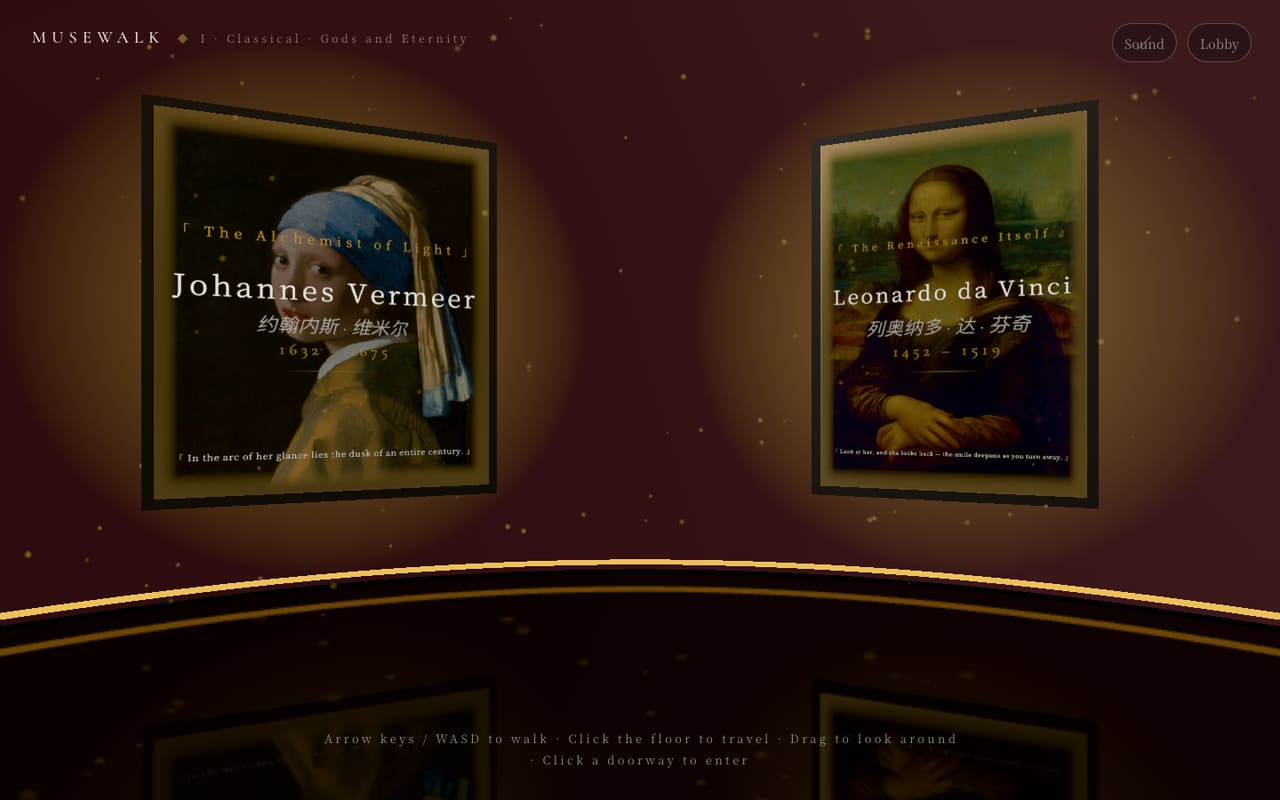 MUSEWALK ◆ I · Classical · Gods and Eternity
Sound
Lobby
「 The Alchemist of Light 」
Johannes Vermeer
约翰内斯 · 维米尔
1632 – 1675
「 In the arc of her glance lies the dusk of an entire century. 」
「 The Renaissance Itself 」
Leonardo da Vinci
列奥纳多 · 达 · 芬奇
1452 – 1519
「 Look at her, and she looks back — the smile deepens as you turn away. 」
Arrow keys / WASD to walk · Click the floor to travel · Drag to look around
· Click a doorway to enter